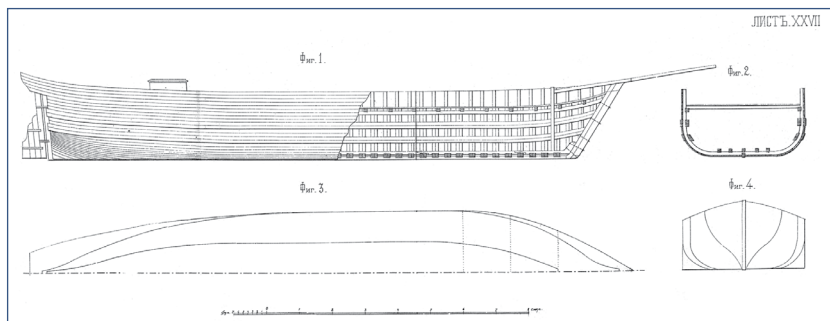 ЛИСТЪ. XXVII
Фиг. 1.
Фиг. 2.
Фиг. 3.
Фиг. 4.